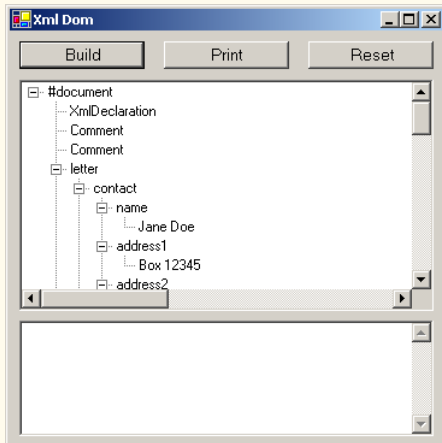 Xml Dom
Build Print Reset
#document
XmlDeclaration
Comment
Comment
letter
contact
name
Jane Doe
address1
Box 12345
address2